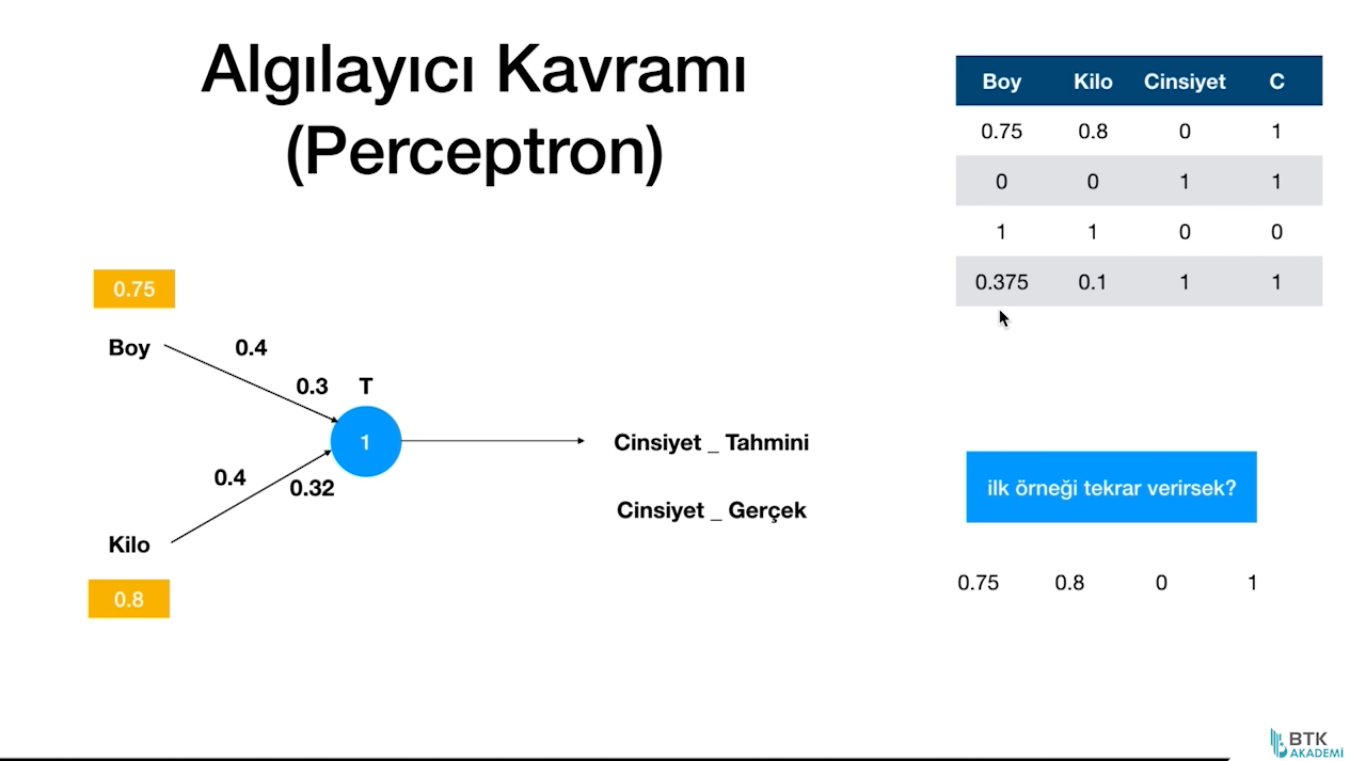 Algılayıcı Kavramı
(Perceptron)
Boy Kilo Cinsiyet C
0.75 0.8 0 1
0 0 1 1
1 1 0 0
0.375 0.1 1 1
0.75
Boy
0.4
0.3 T
1
Cinsiyet _ Tahmini
0.4
0.32
Cinsiyet _ Gerçek
Kilo
0.8
ilk örneği tekrar verirsek?
0.75 0.8 0 1
BTK
AKADEMİ